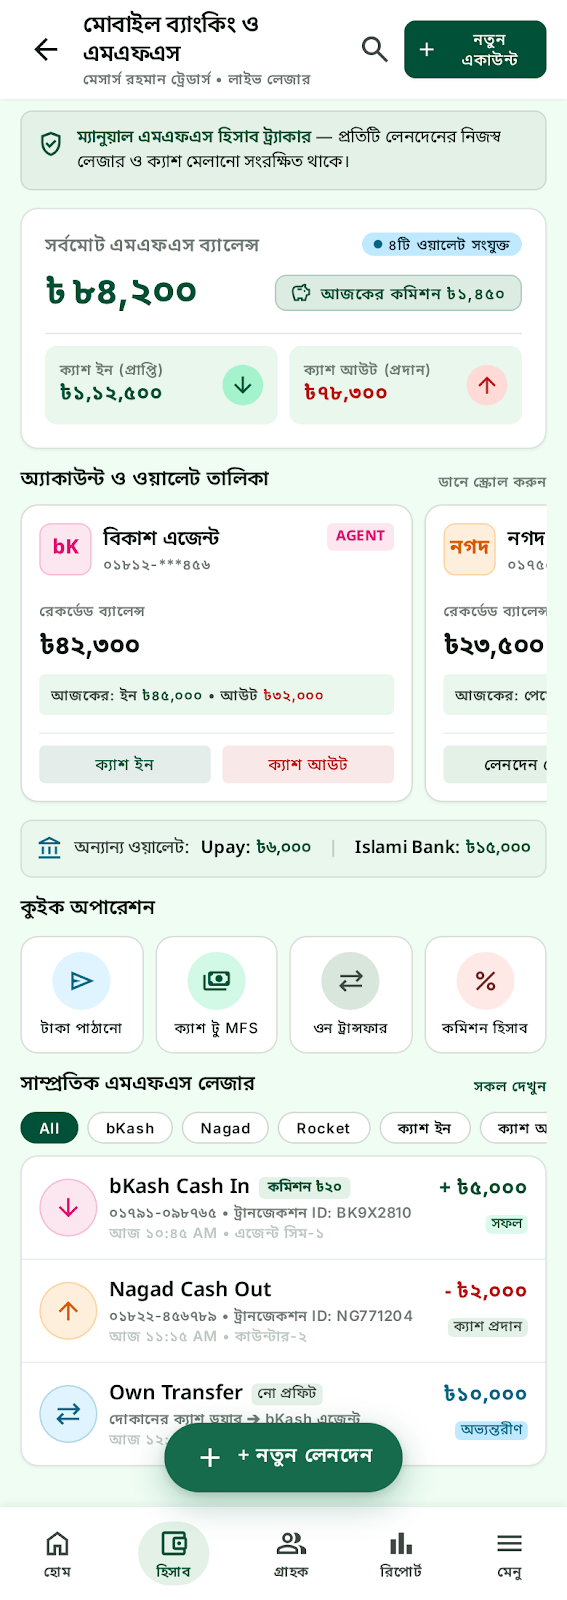 মোবাইল ব্যাংকিং ও
এমএফএস
মেসার্স রহমান ট্রেডার্স • লাইভ লেজার
+ নতুন
একাউন্ট
ম্যানুয়াল এমএফএস হিসাব ট্র্যাকার — প্রতিটি লেনদেনের নিজস্ব
লেজার ও ক্যাশ মেলানো সংরক্ষিত থাকে।
সর্বমোট এমএফএস ব্যালেন্স
৪টি ওয়ালেট সংযুক্ত
৳ ৮৪,২০০
আজকের কমিশন ৳১,৪৫০
ক্যাশ ইন (প্রাপ্তি)
৳১,১২,৫০০
ক্যাশ আউট (প্রদান)
৳৭৮,৩০০
অ্যাকাউন্ট ও ওয়ালেট তালিকা
ডানে স্ক্রোল করুন
bK
বিকাশ এজেন্ট
০১৮১২-***৪৫৬
AGENT
রেকর্ডেড ব্যালেন্স
৳৪২,৩০০
আজকের: ইন ৳৪৫,০০০ • আউট ৳৩২,০০০
ক্যাশ ইন
ক্যাশ আউট
নগদ
নগদ
রেকর্ডেড ব্যালেন্স
৳২৩,৫০০
আজকের:
লেনদেন
অন্যান্য ওয়ালেট: Upay: ৳৬,০০০ | Islami Bank: ৳১৫,০০০
কুইক অপারেশন
টাকা পাঠানো
ক্যাশ টু MFS
ওন ট্রান্সফার
কমিশন হিসাব
সাম্প্রতিক এমএফএস লেজার
সকল দেখুন
All
bKash
Nagad
Rocket
ক্যাশ ইন
ক্যাশ
bKash Cash In কমিশন ৳২০
০১৭৯১-০৯৮৭৬৫ • ট্রানজেকশন ID: BK9X2810
আজ ১০:৪৫ AM • এজেন্ট সিম-১
+ ৳৫,০০০
সফল
Nagad Cash Out
০১৮২২-৪৫৬৭৮৯ • ট্রানজেকশন ID: NG771204
আজ ১১:১৫ AM • কাউন্টার-২
- ৳২,০০০
ক্যাশ প্রদান
Own Transfer নো প্রফিট
দোকানের ক্যাশ ড্রয়ার ➔ bKash এজেন্ট
আজ ১২:
৳১০,০০০
অভ্যন্তরীণ
+ + নতুন লেনদেন
হোম
হিসাব
গ্রাহক
রিপোর্ট
মেনু